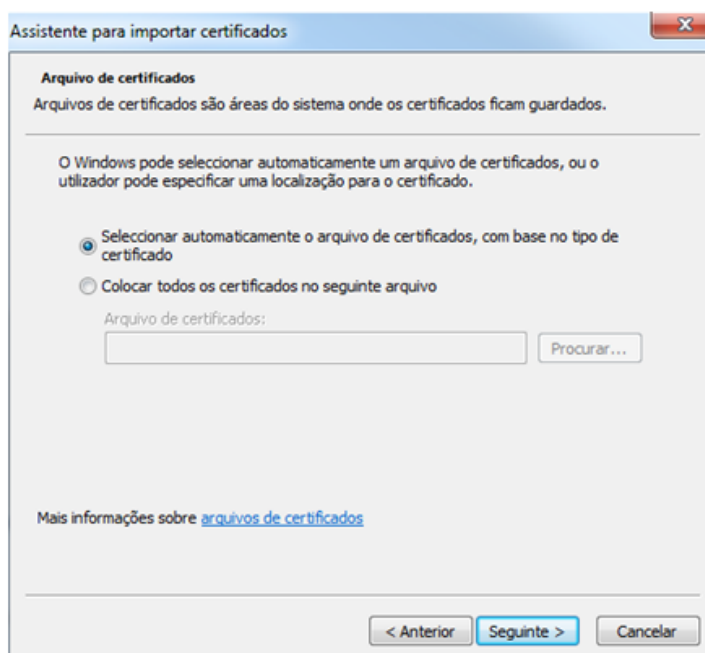 Assistente para importar certificados
Arquivo de certificados
Arquivos de certificados são áreas do sistema onde os certificados ficam guardados.
O Windows pode seleccionar automaticamente um arquivo de certificados, ou o
utilizador pode especificar uma localização para o certificado.
Seleccionar automaticamente o arquivo de certificados, com base no tipo de
certificado
Colocar todos os certificados no seguinte arquivo
Arquivo de certificados:
Procurar...
Mais informações sobre arquivos de certificados
< Anterior
Seguinte >
Cancelar